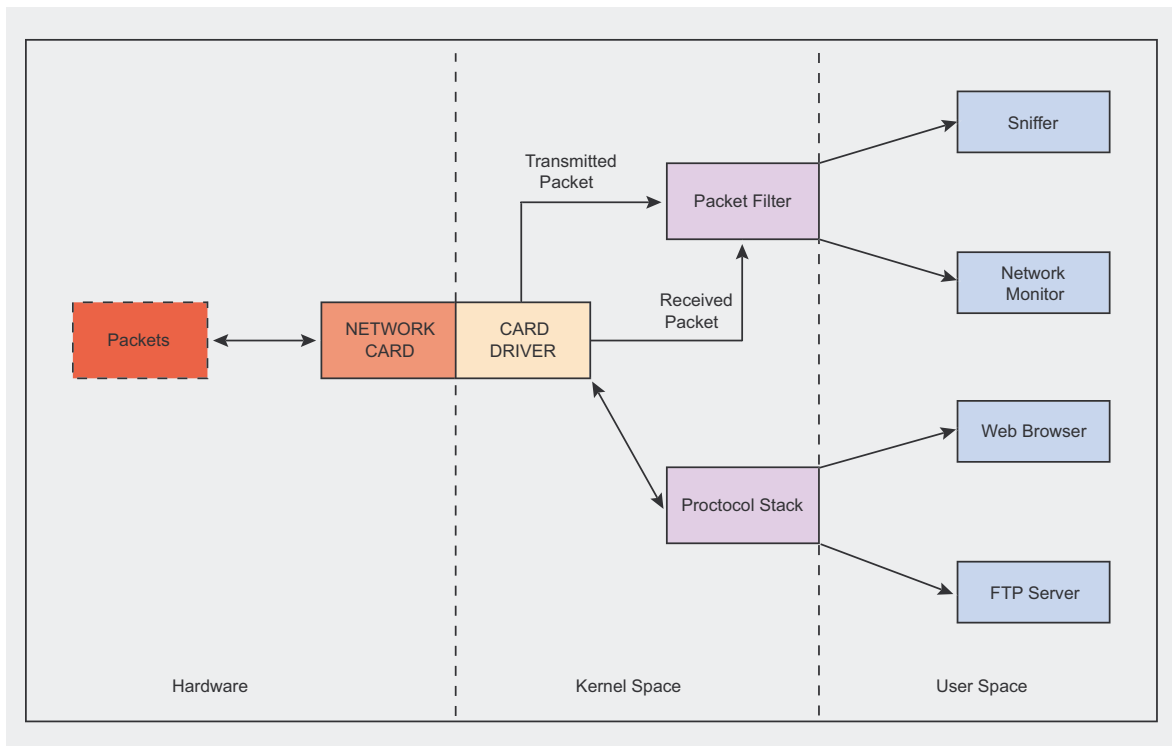 Sniffer
Transmitted
Packet
Packet Filter
Network
Monitor
Received
Packet
Packets
NETWORK
CARD
CARD
DRIVER
Web Browser
Proctocol Stack
FTP Server
Hardware
Kernel Space
User Space